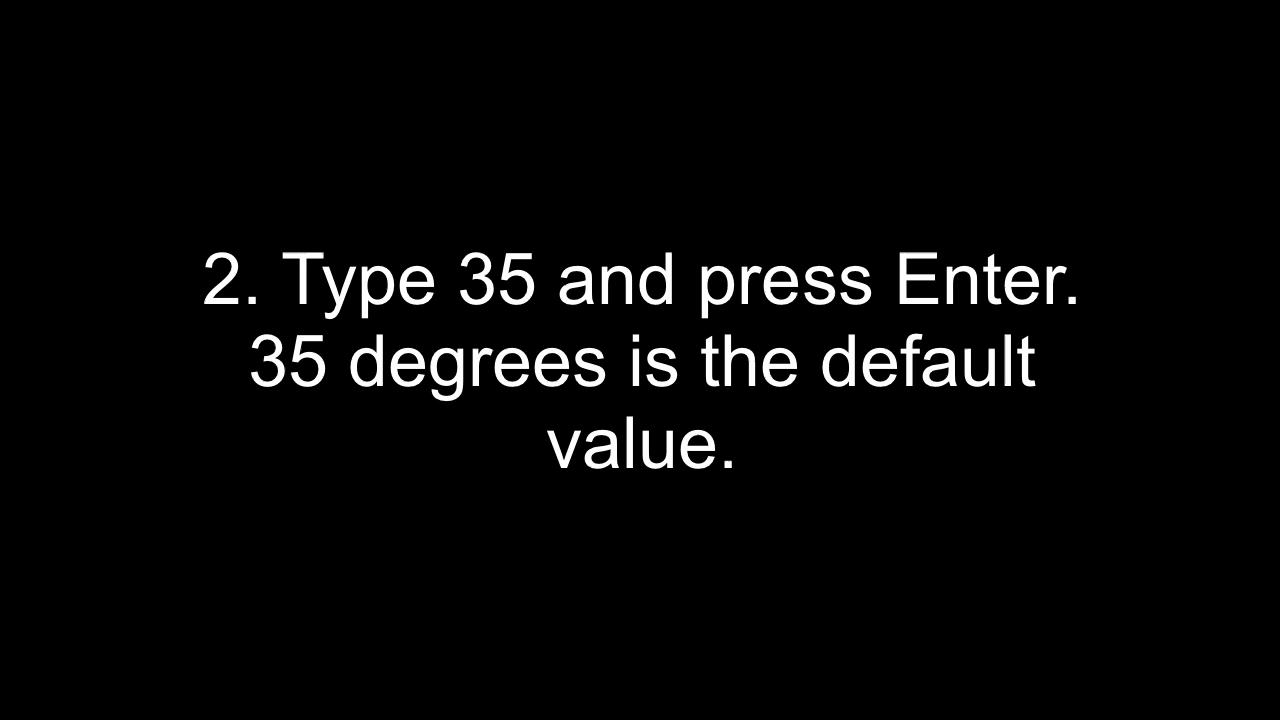 2. Type 35 and press Enter.
35 degrees is the default
value.